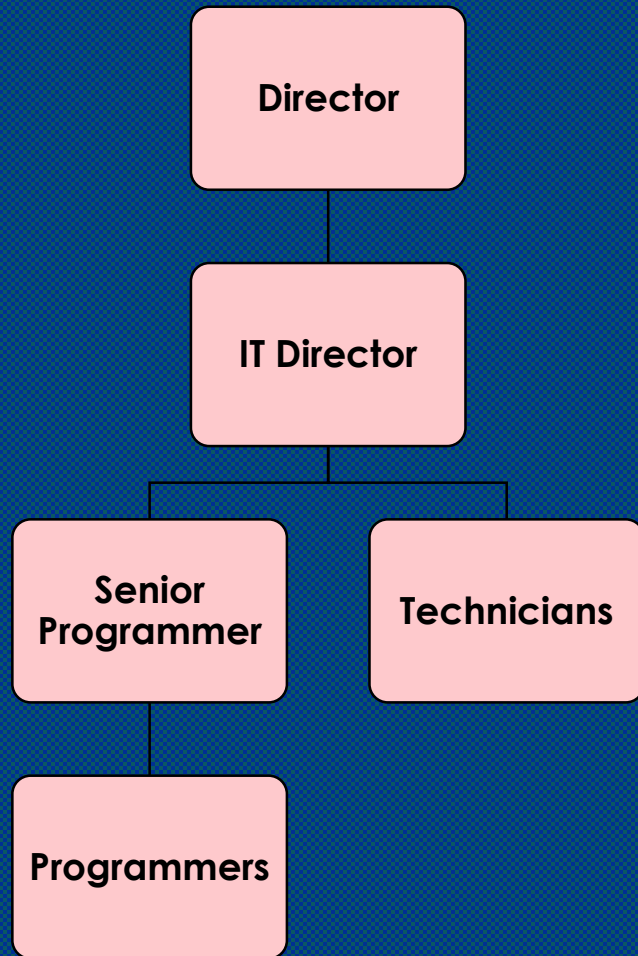 Director
IT Director
Senior
Programmer
Technicians
Programmers